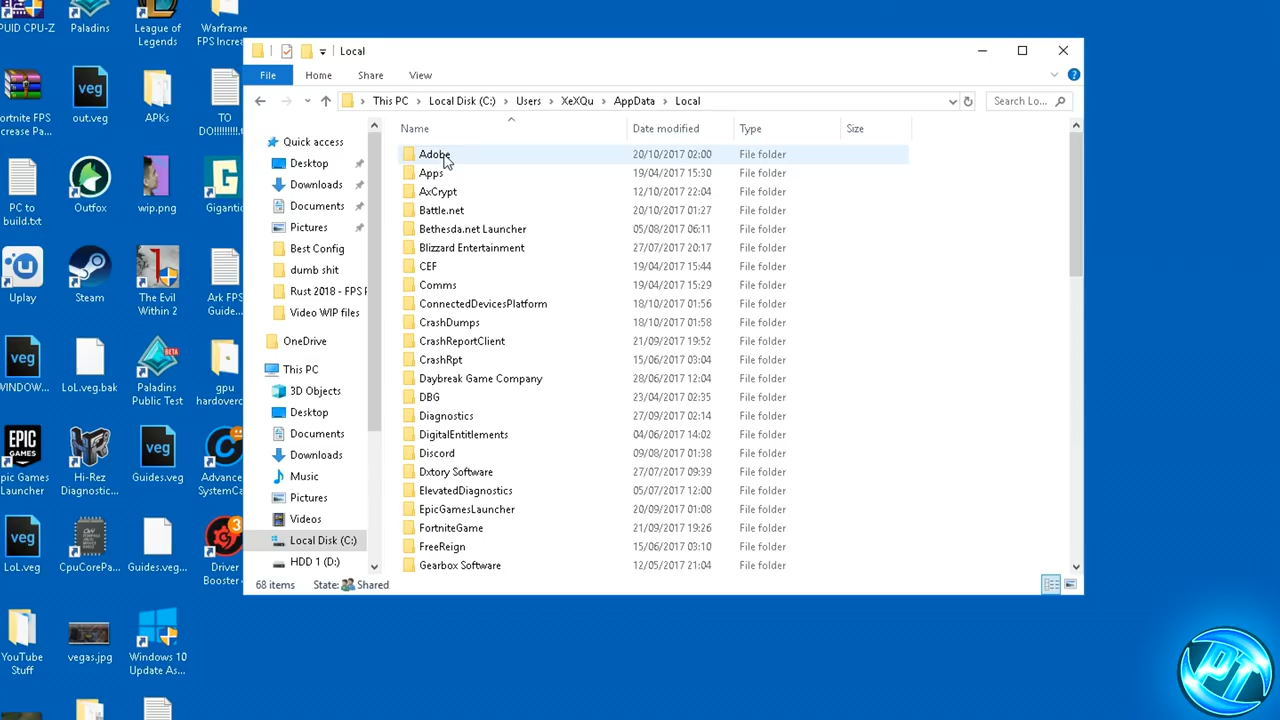 PUID CPU-Z
Paladins
League of
Legends
Warframe
FPS Increa...
ortnite FPS
crease Pa...
out.veg
APKs
TO
DO!!!!!!!!!.t...
PC to
build.txt
Outfox
wip.png
Gigantic
Uplay
Steam
The Evil
Within 2
Ark FPS
Guide...
WINDOW...
LoL.veg.bak
Paladins
Public Test
gpu
hardoverc...
BETA
EPIC
GAMES
pic Games
Launcher
Hi-Rez
Diagnostic...
Guides.veg
Advance
SystemCa
LoL.veg
CpuCorePa...
Guides.veg...
Driver
Booster 4
YouTube
Stuff
vegas.jpg
Windows 10
Update As...
Local
File
Home
Share
View
This PC > Local Disk (C:) > Users > XeXQu > AppData > Local
Search Lo...
Quick access
Desktop
Downloads
Documents
Pictures
Best Config
dumb shit
Rust 2018 - FPS F
Video WIP files
OneDrive
This PC
3D Objects
Desktop
Documents
Downloads
Music
Pictures
Videos
Local Disk (C:)
HDD 1 (D:)
Name Date modified Type Size
Adobe 20/10/2017 02:00 File folder
Apps 19/04/2017 15:30 File folder
AxCrypt 12/10/2017 22:04 File folder
Battle.net 20/10/2017 01:27 File folder
Bethesda.net Launcher 05/08/2017 06:11 File folder
Blizzard Entertainment 27/07/2017 20:17 File folder
CEF 19/04/2017 15:44 File folder
Comms 19/04/2017 15:29 File folder
ConnectedDevicesPlatform 18/10/2017 01:56 File folder
CrashDumps 18/10/2017 01:58 File folder
CrashReportClient 21/09/2017 19:52 File folder
CrashRpt 15/06/2017 03:04 File folder
Daybreak Game Company 28/06/2017 12:04 File folder
DBG 23/04/2017 02:35 File folder
Diagnostics 27/09/2017 02:14 File folder
DigitalEntitlements 04/06/2017 14:02 File folder
Discord 09/08/2017 01:38 File folder
Dxtory Software 27/07/2017 09:39 File folder
ElevatedDiagnostics 05/07/2017 12:00 File folder
EpicGamesLauncher 20/09/2017 01:08 File folder
FortniteGame 21/09/2017 19:26 File folder
FreeReign 15/06/2017 03:10 File folder
Gearbox Software 12/05/2017 21:04 File folder
68 items
State: Shared
PT